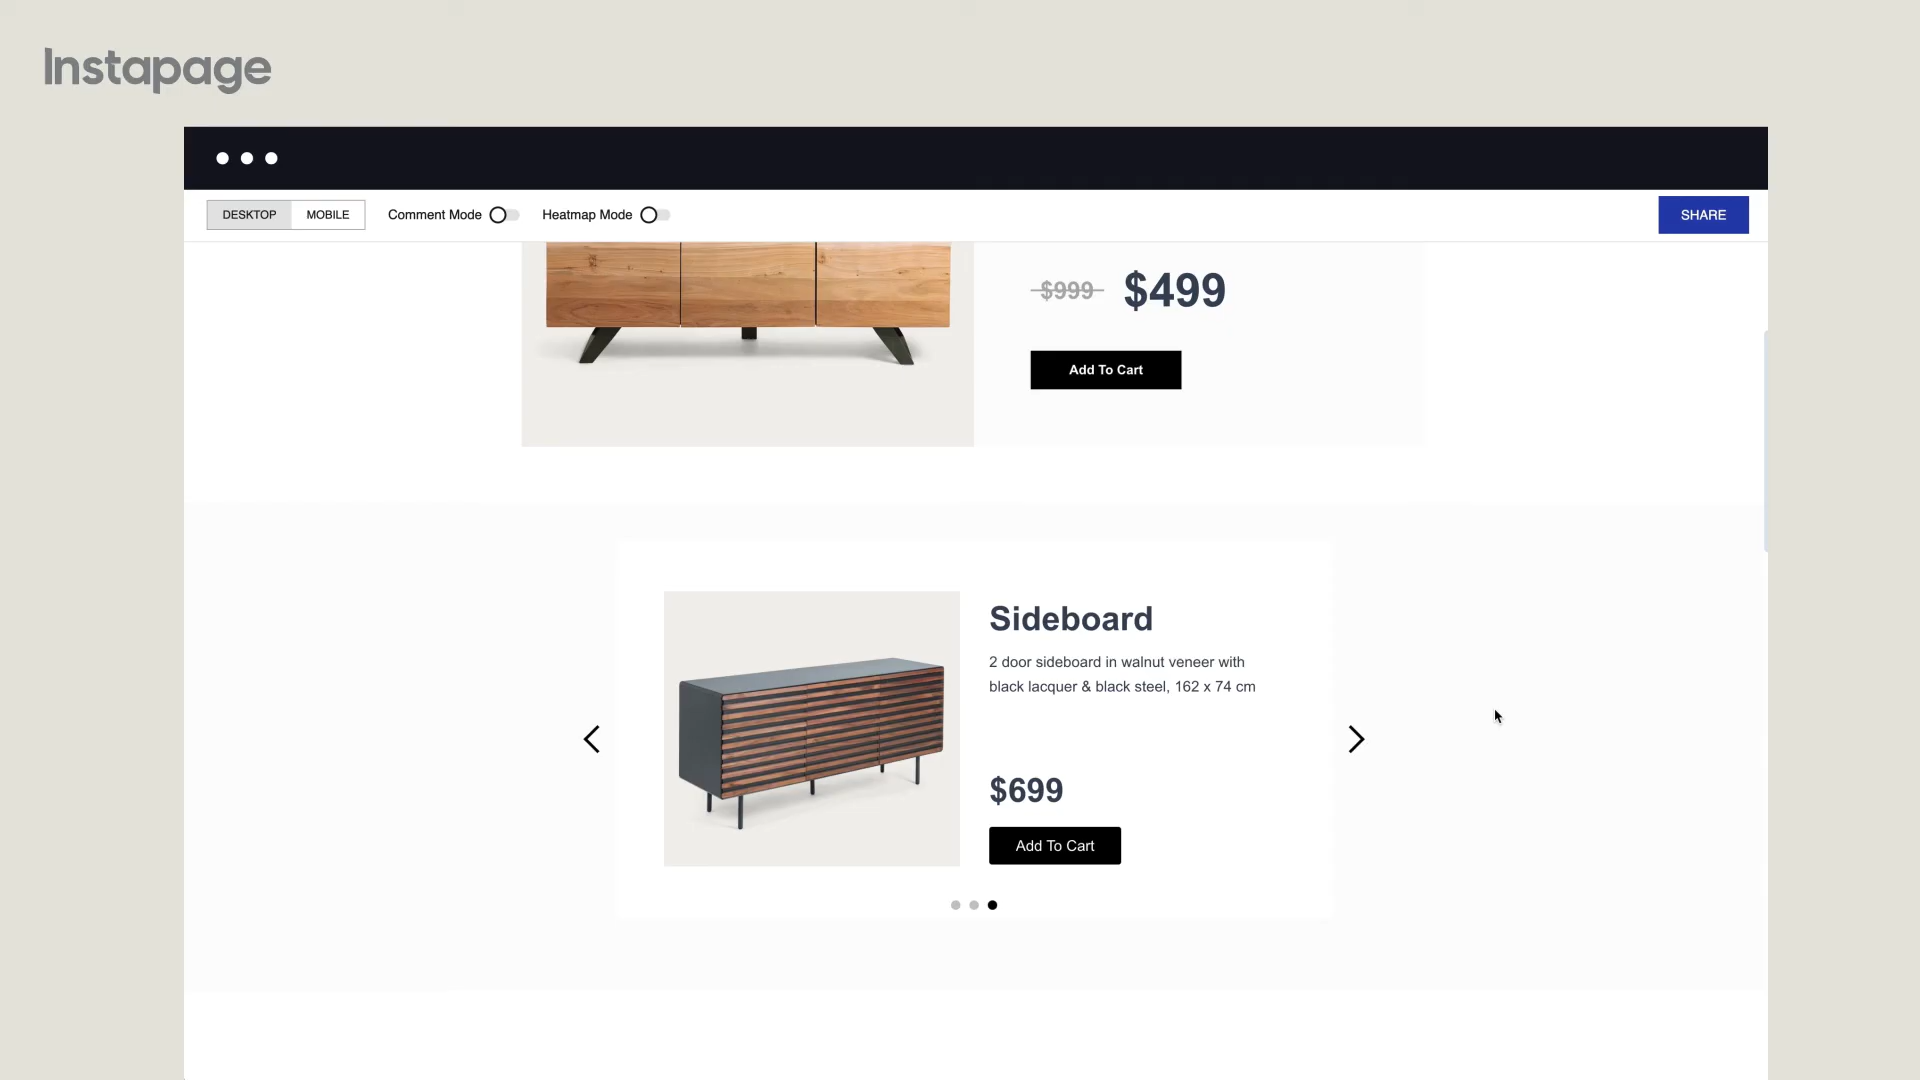 Instapage
DESKTOP MOBILE Comment Mode Heatmap Mode SHARE
$999 $499
Add To Cart
Sideboard
2 door sideboard in walnut veneer with
black lacquer & black steel, 162 x 74 cm
$699
Add To Cart